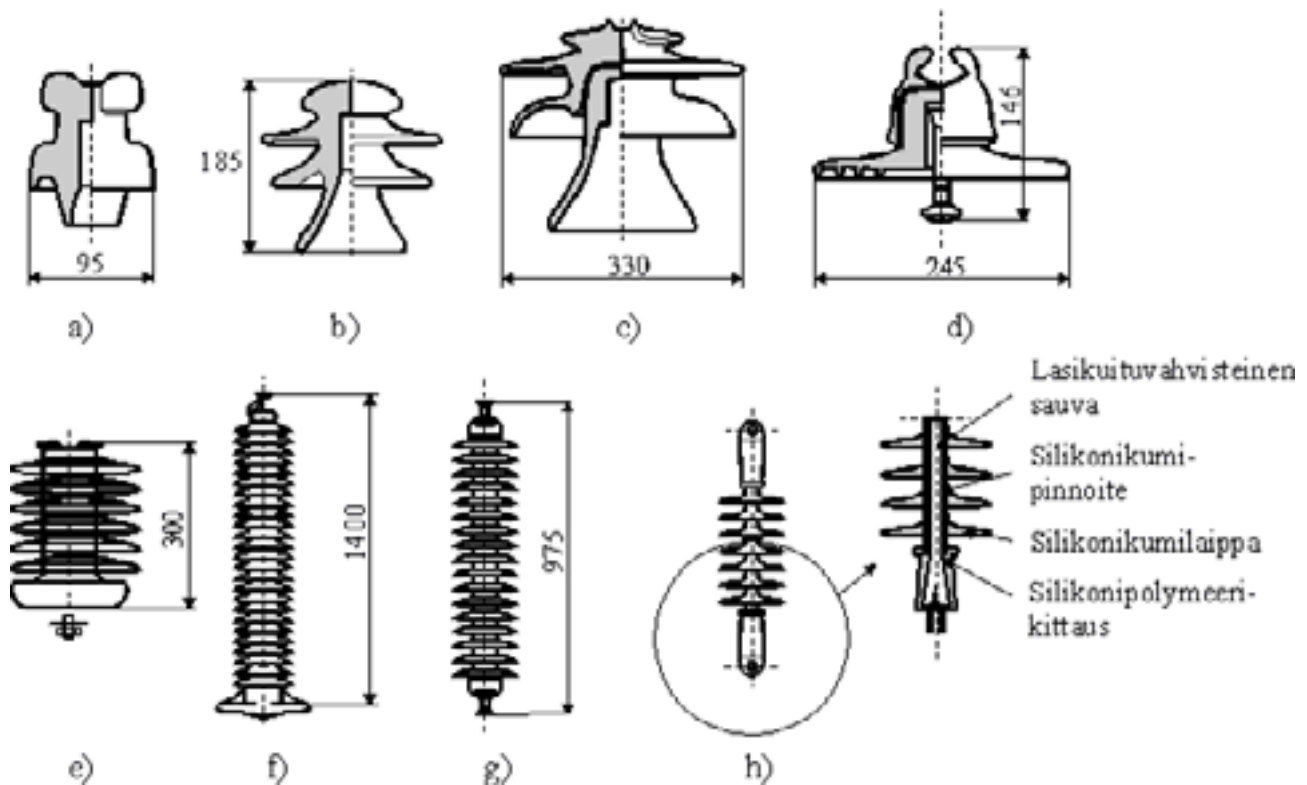 185
146
95
330
245
a)
b)
c)
d)
Lasikuituvahvisteinen
sauva
Silikonikumi-
pinnoite
Silikonikumilaippa
Silikonipolymeeri-
kittaus
300
1400
975
e)
f)
g)
h)